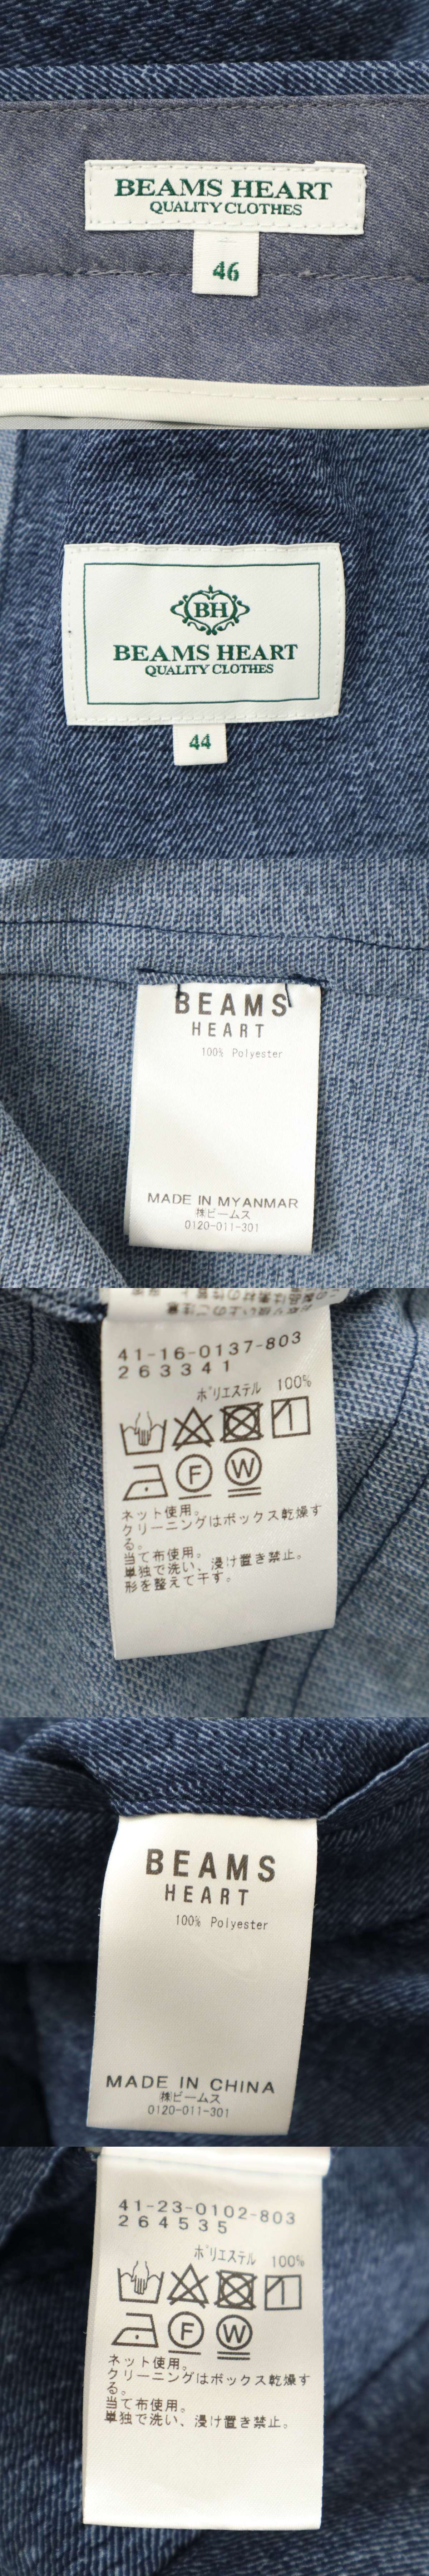 BEAMS HEART
QUALITY CLOTHES
46
BH
BEAMS HEART
QUALITY CLOTHES
44
BEAMS
HEART
100% Polyester
MADE IN MYANMAR
㈱ビームス
0120-011-301
41-16-0137-803
263341
ポリエステル 100%
F
W
ネット使用。
クリーニングはボックス乾燥す
る。
当て布使用。
単独で洗い、浸け置き禁止。
形を整えて干す。
BEAMS
HEART
100% Polyester
MADE IN CHINA
㈱ビームス
0120-011-301
41-23-0102-803
264535
ポリエステル 100%
F
W
ネット使用。
クリーニングはボックス乾燥す
る。
当て布使用。
単独で洗い、浸け置き禁止。